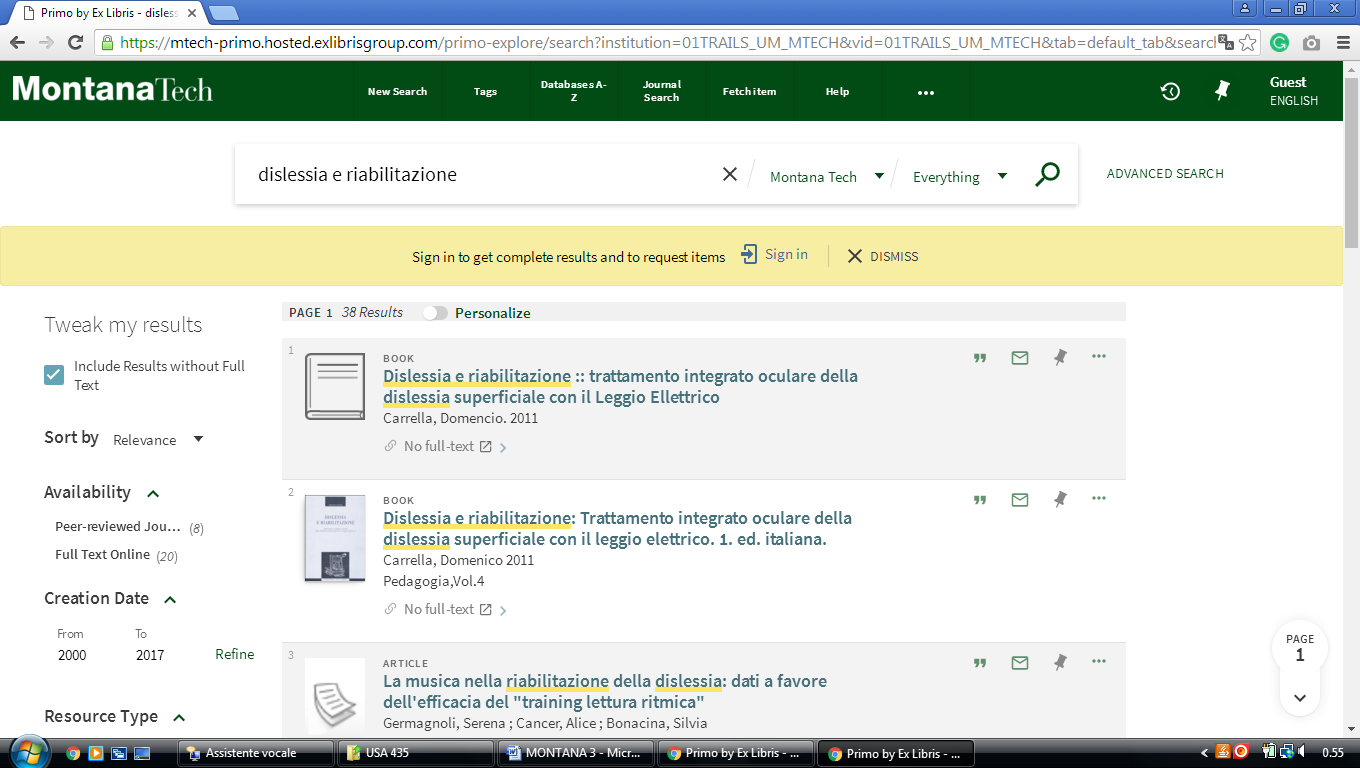 Primo by Ex Libris - disless
https://mtech-primo.hosted.exlibrisgroup.com/primo-explore/search?institution=01TRAILS_UM_MTECH&vid=01TRAILS_UM_MTECH&tab=default_tab&search
MontanaTech
New Search
Tags
Databases A-
Z
Journal
Search
Fetch item
Help
Guest
ENGLISH
dislessia e riabilitazione
Montana Tech
Everything
ADVANCED SEARCH
Sign in to get complete results and to request items
Sign in
DISMISS
Tweak my results
Include Results without Full
Text
Sort by Relevance
Availability
Peer-reviewed Jou... (8)
Full Text Online (20)
Creation Date
From To
2000 2017 Refine
Resource Type
PAGE 1 38 Results Personalize
1
BOOK
Dislessia e riabilitazione :: trattamento integrato oculare della
dislessia superficiale con il Leggio Ellettrico
Carrella, Domencio. 2011
No full-text
2
DISLESSIA
E RIABILITAZIONE
BOOK
Dislessia e riabilitazione: Trattamento integrato oculare della
dislessia superficiale con il leggio elettrico. 1. ed. italiana.
Carrella, Domenico 2011
Pedagogia,Vol.4
No full-text
3
ARTICLE
La musica nella riabilitazione della dislessia: dati a favore
dell'efficacia del "training lettura ritmica"
Germagnoli, Serena ; Cancer, Alice ; Bonacina, Silvia
PAGE
1
Assistente vocale
USA 435
MONTANA 3 - Micr...
Primo by Ex Libris - ...
Primo by Ex Libris - ...
0.55